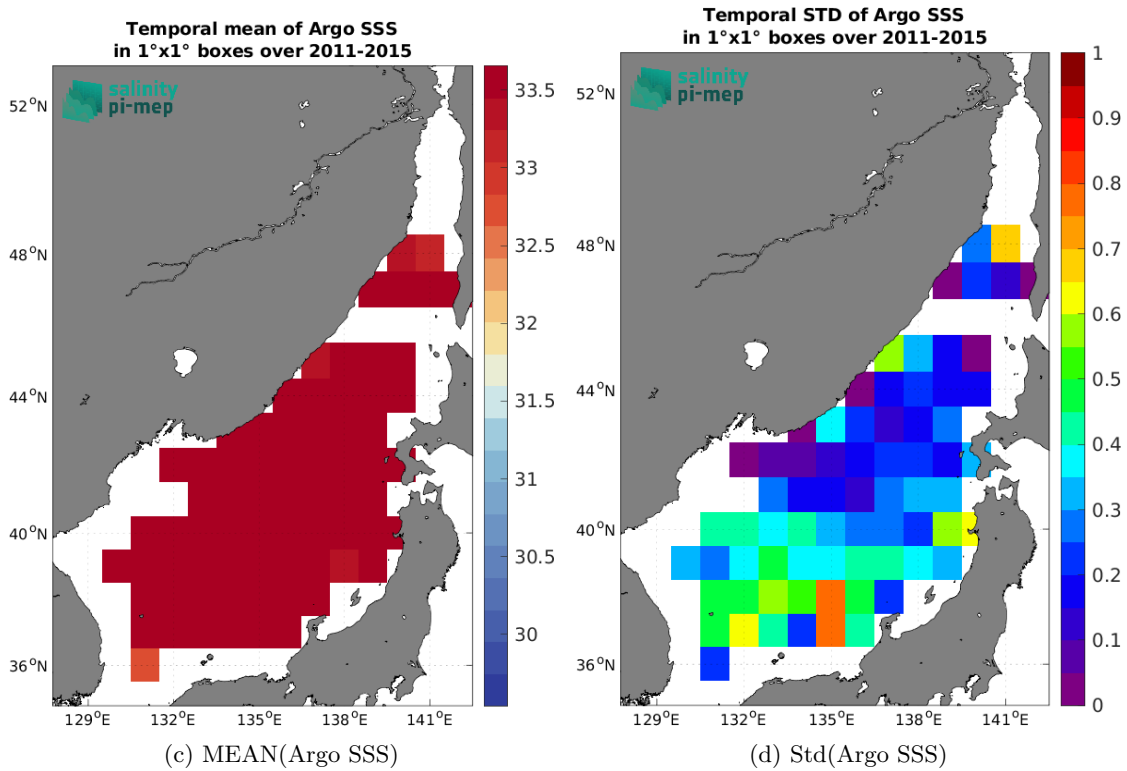 Temporal mean of Argo SSS
in 1°x1° boxes over 2011-2015
salinity
pi-mep
52°N
48°N
44°N
40°N
36°N
129°E
132°E
135°E
138°E
141°E
33.5
33
32.5
32
31.5
31
30.5
30
(c) MEAN(Argo SSS)
Temporal STD of Argo SSS
in 1°x1° boxes over 2011-2015
salinity
pi-mep
52°N
48°N
44°N
40°N
36°N
129°E
132°E
135°E
138°E
141°E
1
0.9
0.8
0.7
0.6
0.5
0.4
0.3
0.2
0.1
0
(d) Std(Argo SSS)